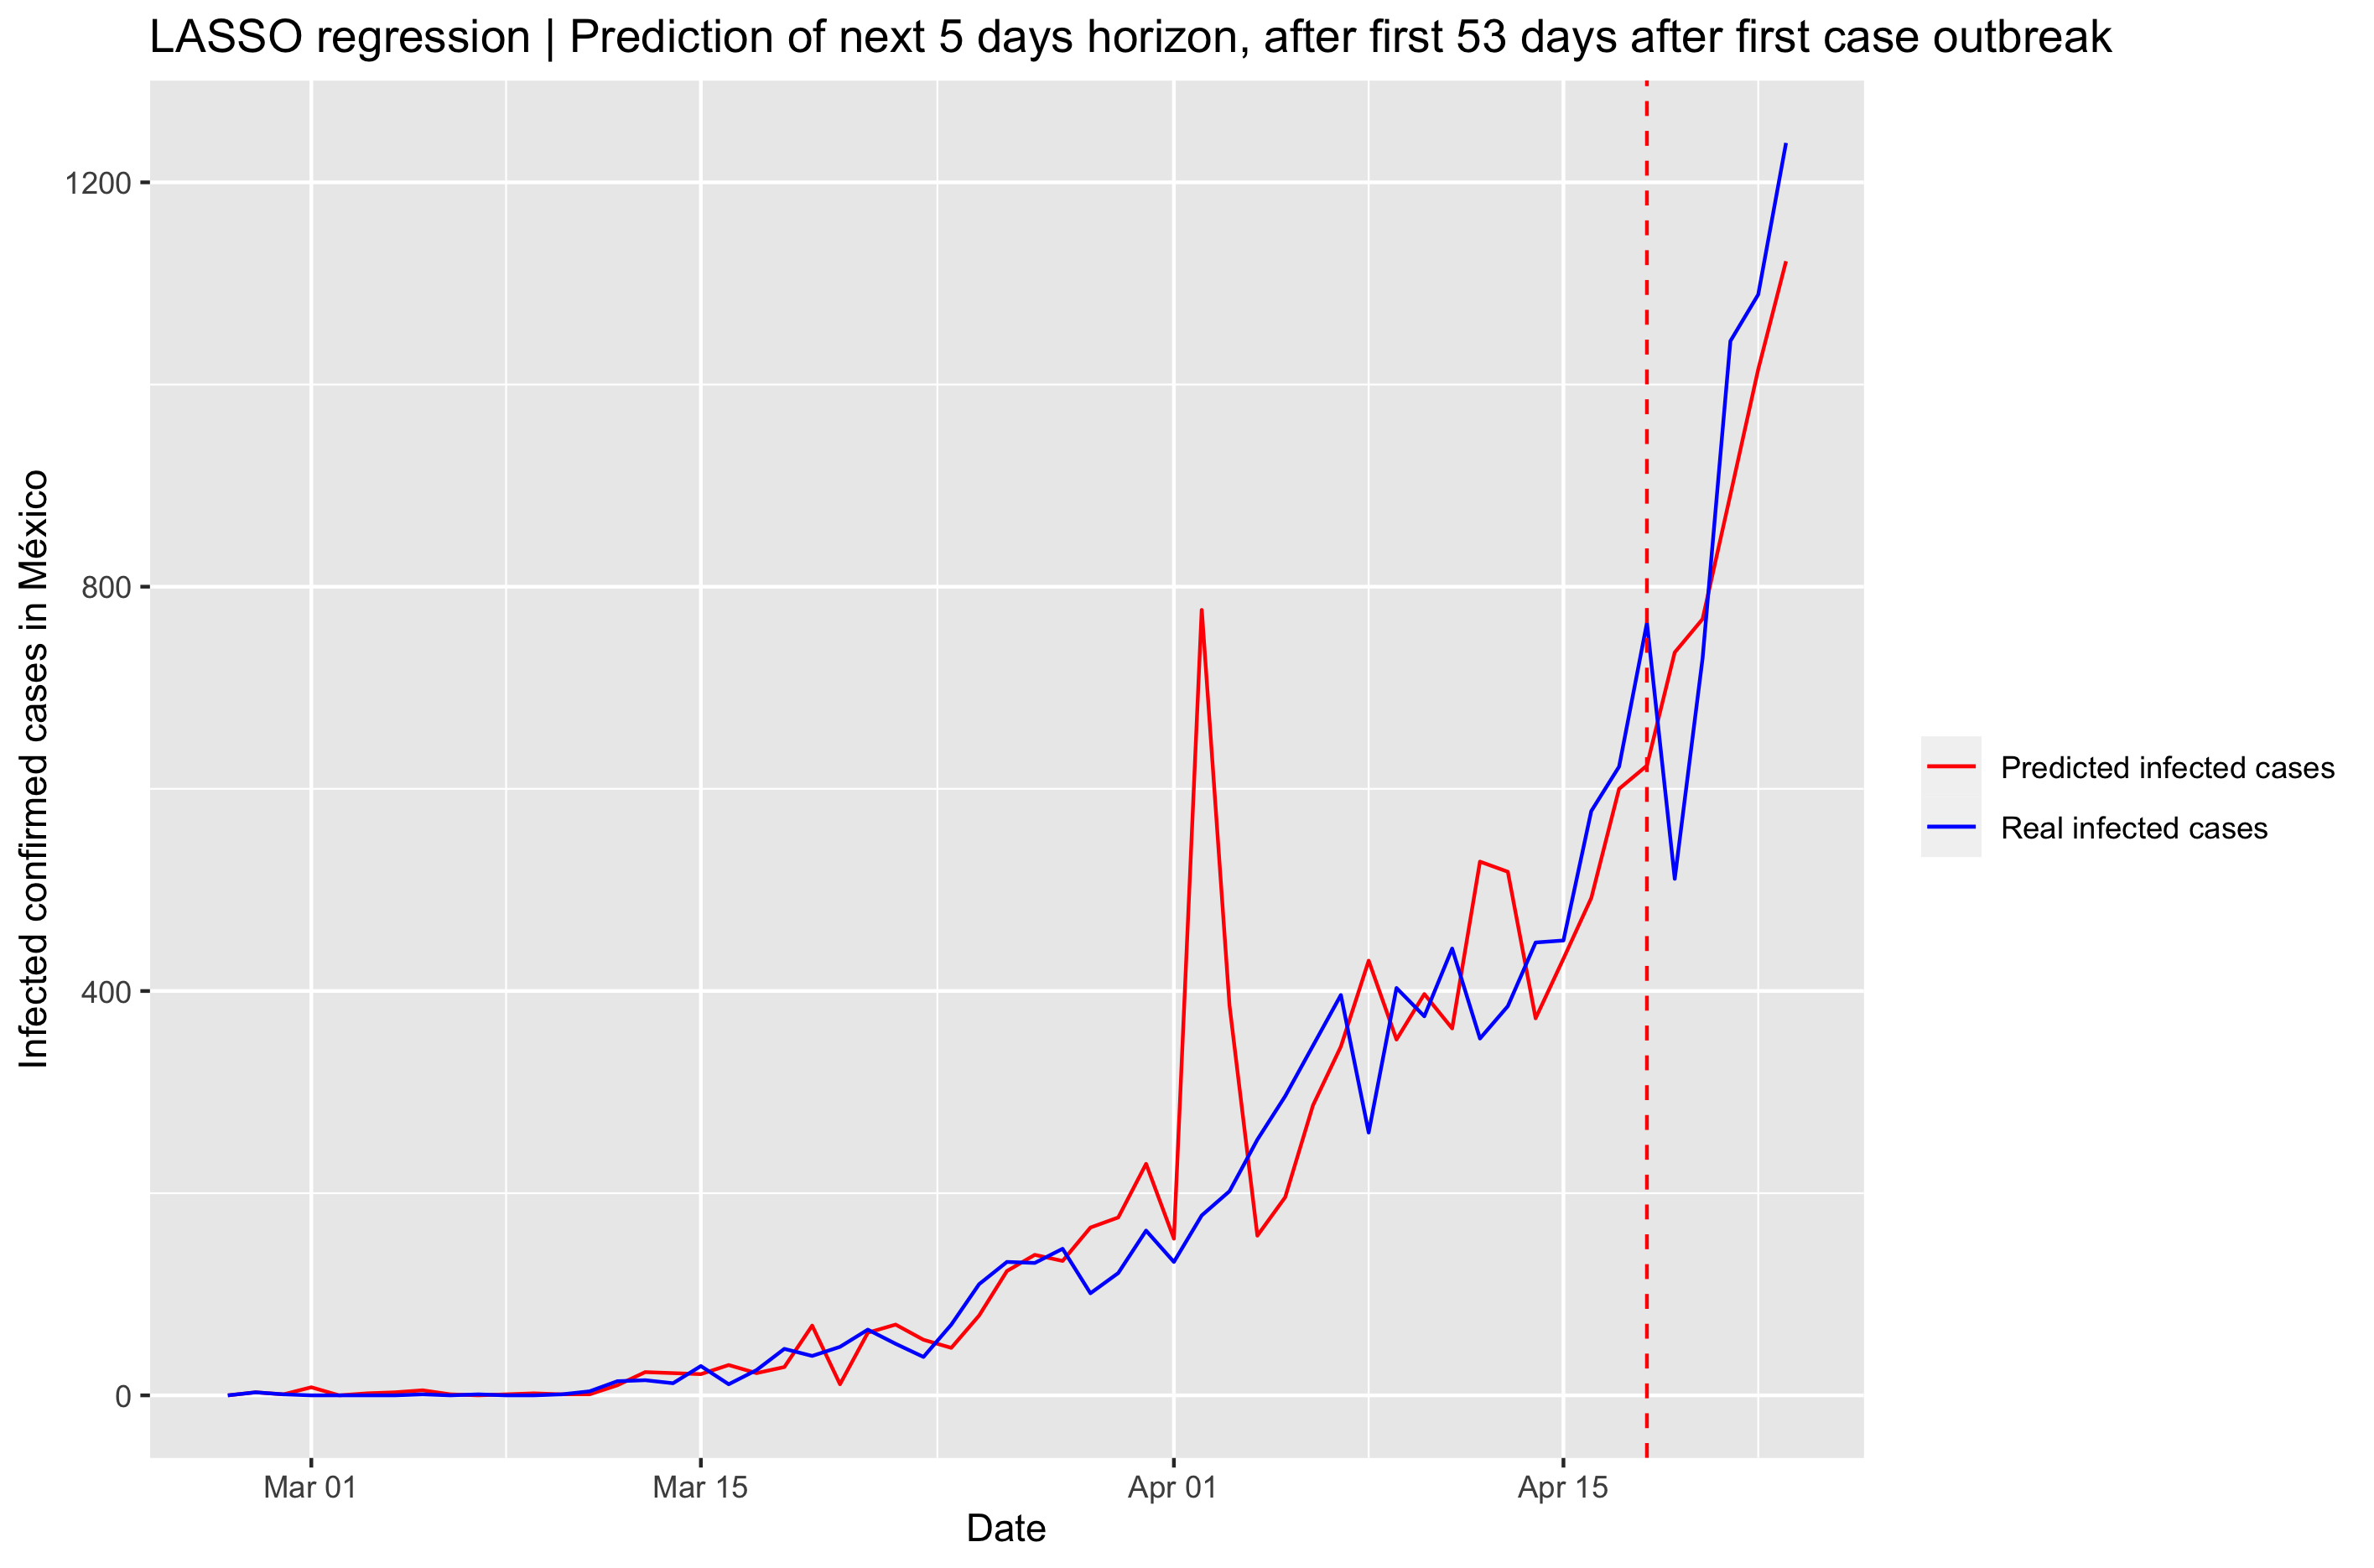 LASSO regression | Prediction of next 5 days horizon, after first 53 days after first case outbreak
Infected confirmed cases in México
1200
800
400
0
Mar 01
Mar 15
Apr 01
Apr 15
Date
Predicted infected cases
Real infected cases